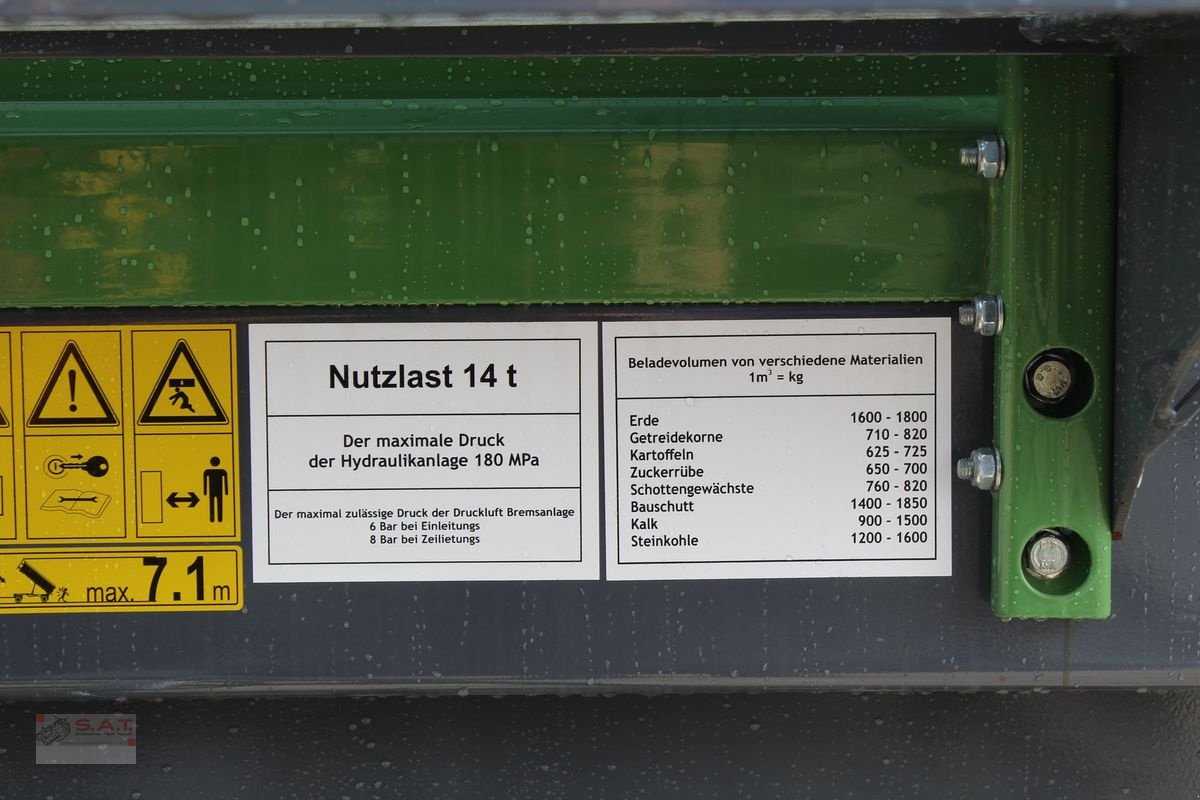 max. 7.1 m
Nutzlast 14 t
Der maximale Druck
der Hydraulikanlage 180 MPa
Der maximal zulässige Druck der Druckluft Bremsanlage
6 Bar bei Einleitungs
8 Bar bei Zeilietungs
Beladevolumen von verschiedene Materialien
1m³ = kg
Erde 1600 - 1800
Getreidekorne 710 - 820
Kartoffeln 625 - 725
Zuckerrübe 650 - 700
Schottengewächste 760 - 820
Bauschutt 1400 - 1850
Kalk 900 - 1500
Steinkohle 1200 - 1600
S.A.T.